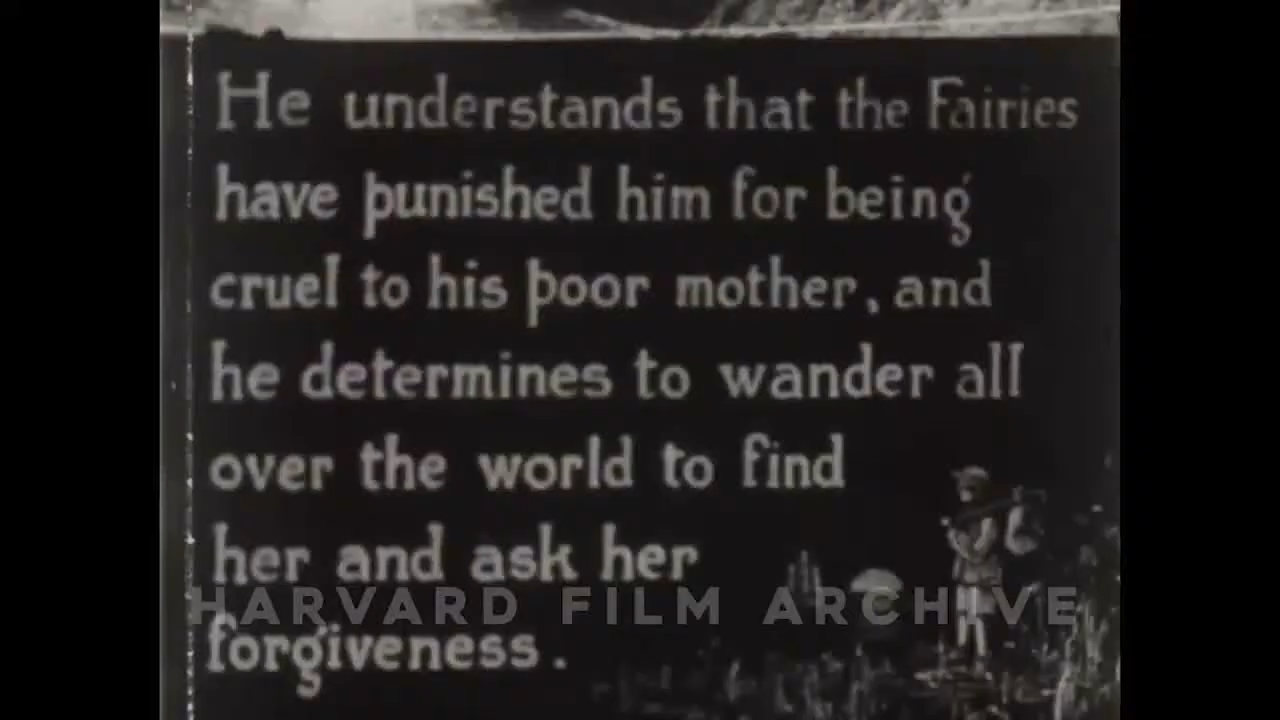 He understands that the Fairies
have punished him for being
cruel to his poor mother, and
he determines to wander all
over the world to find
her and ask her
HARVARD FILM ARCHIVE
forgiveness.